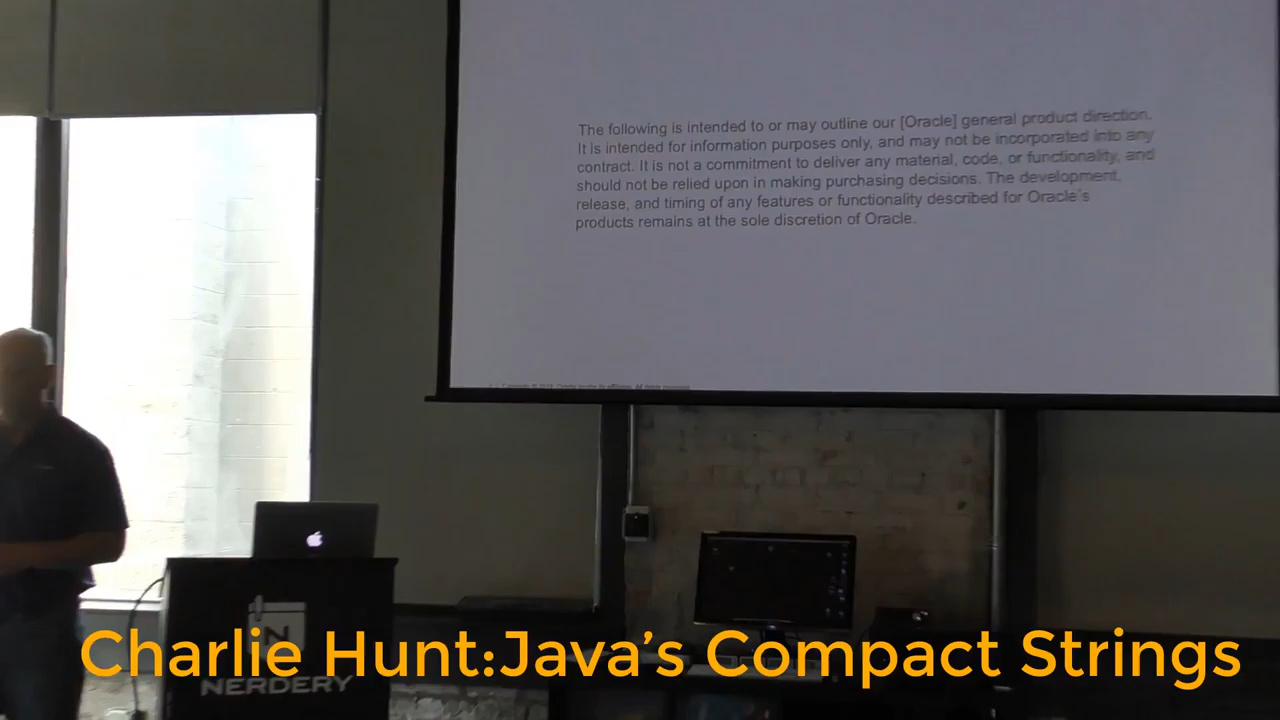 The following is intended to or may outline our [Oracle] general product direction.
It is intended for information purposes only, and may not be incorporated into any
contract. It is not a commitment to deliver any material, code, or functionality, and
should not be relied upon in making purchasing decisions. The development,
release, and timing of any features or functionality described for Oracle's
products remains at the sole discretion of Oracle.
N
Charlie Hunt:Java’s Compact Strings
NERDERY